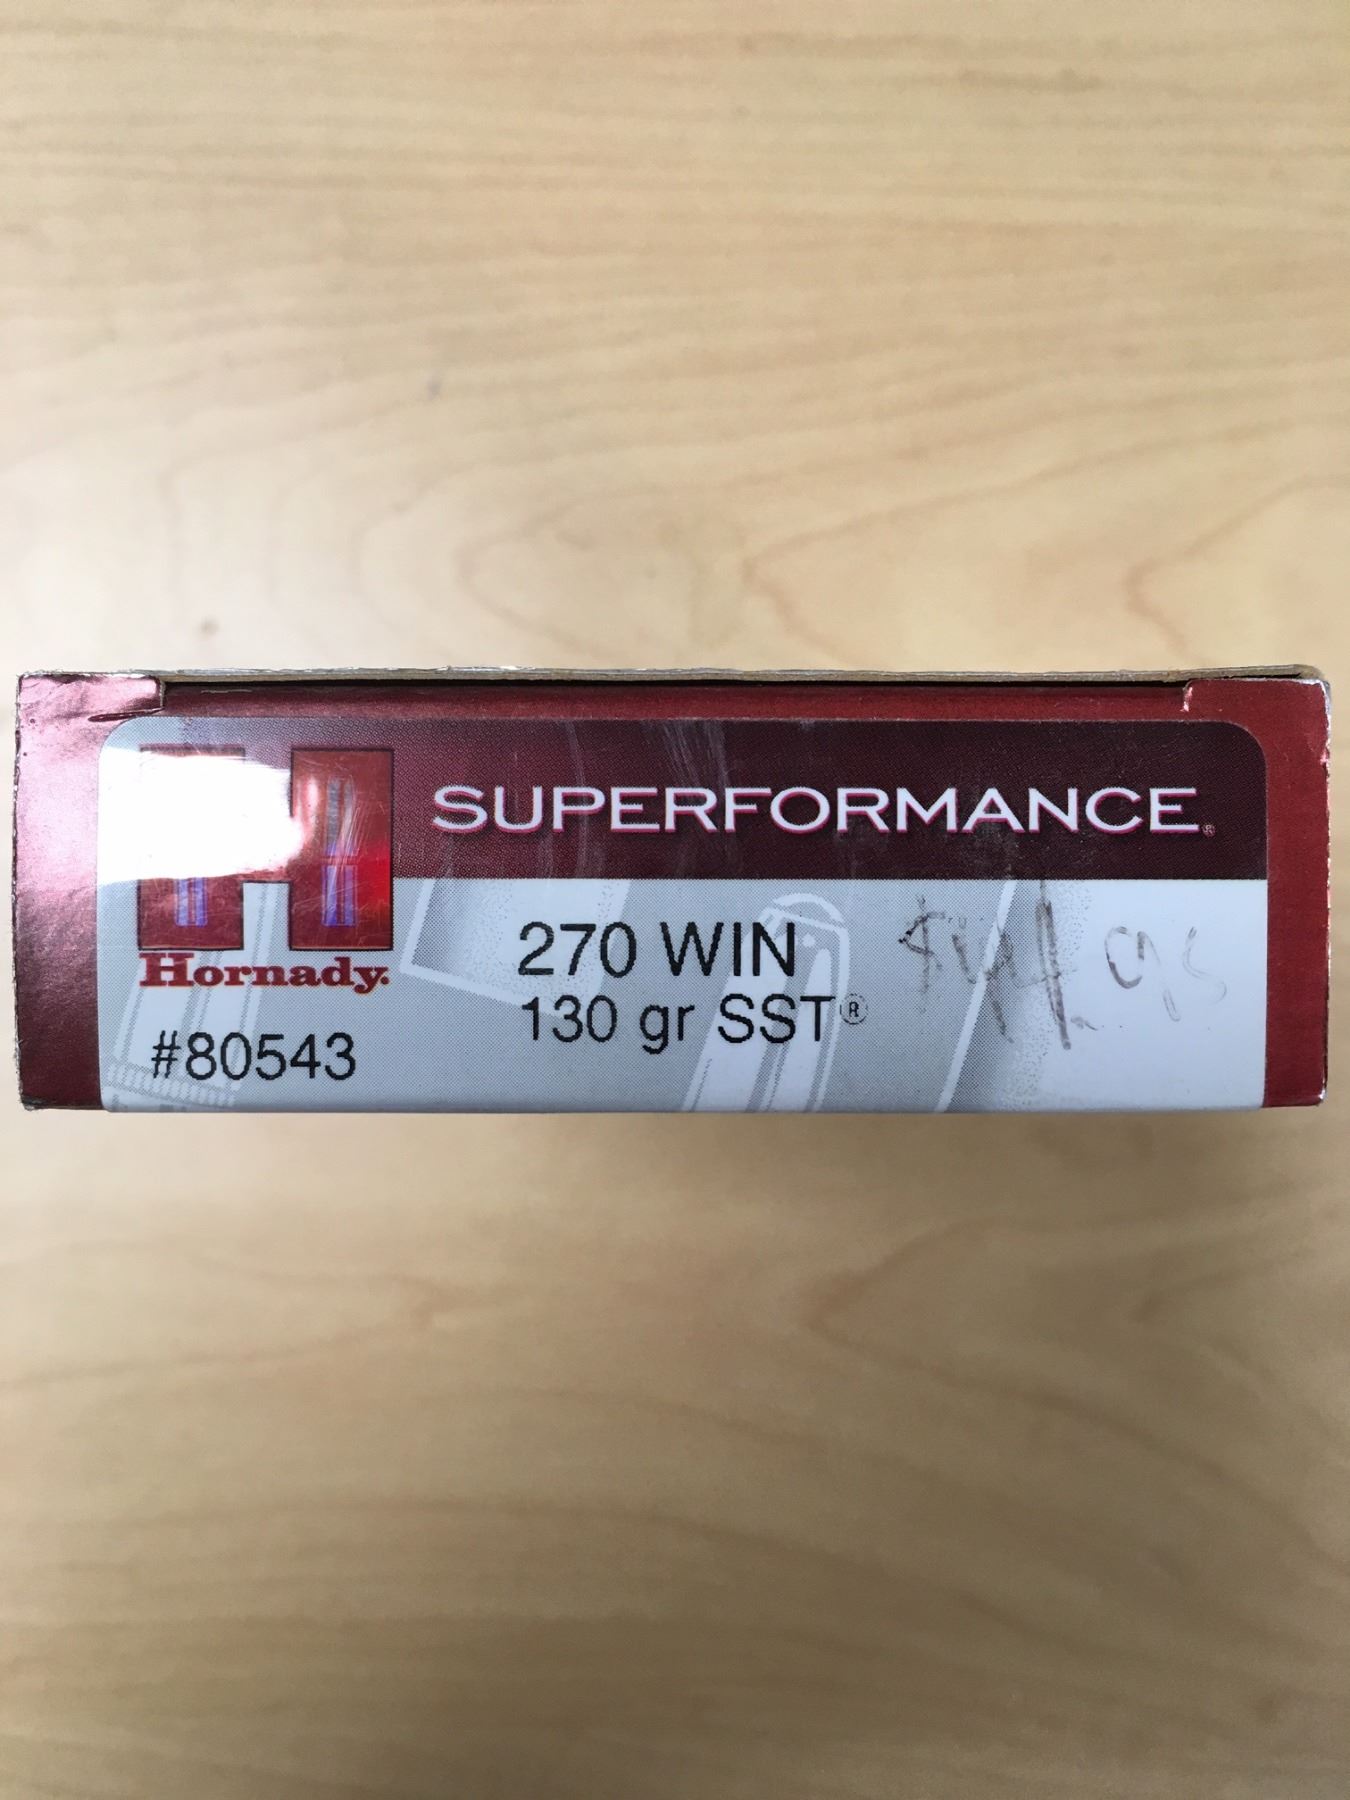 SUPERFORMANCE®
H
Hornady.
270 WIN
130 gr SST®
#80543